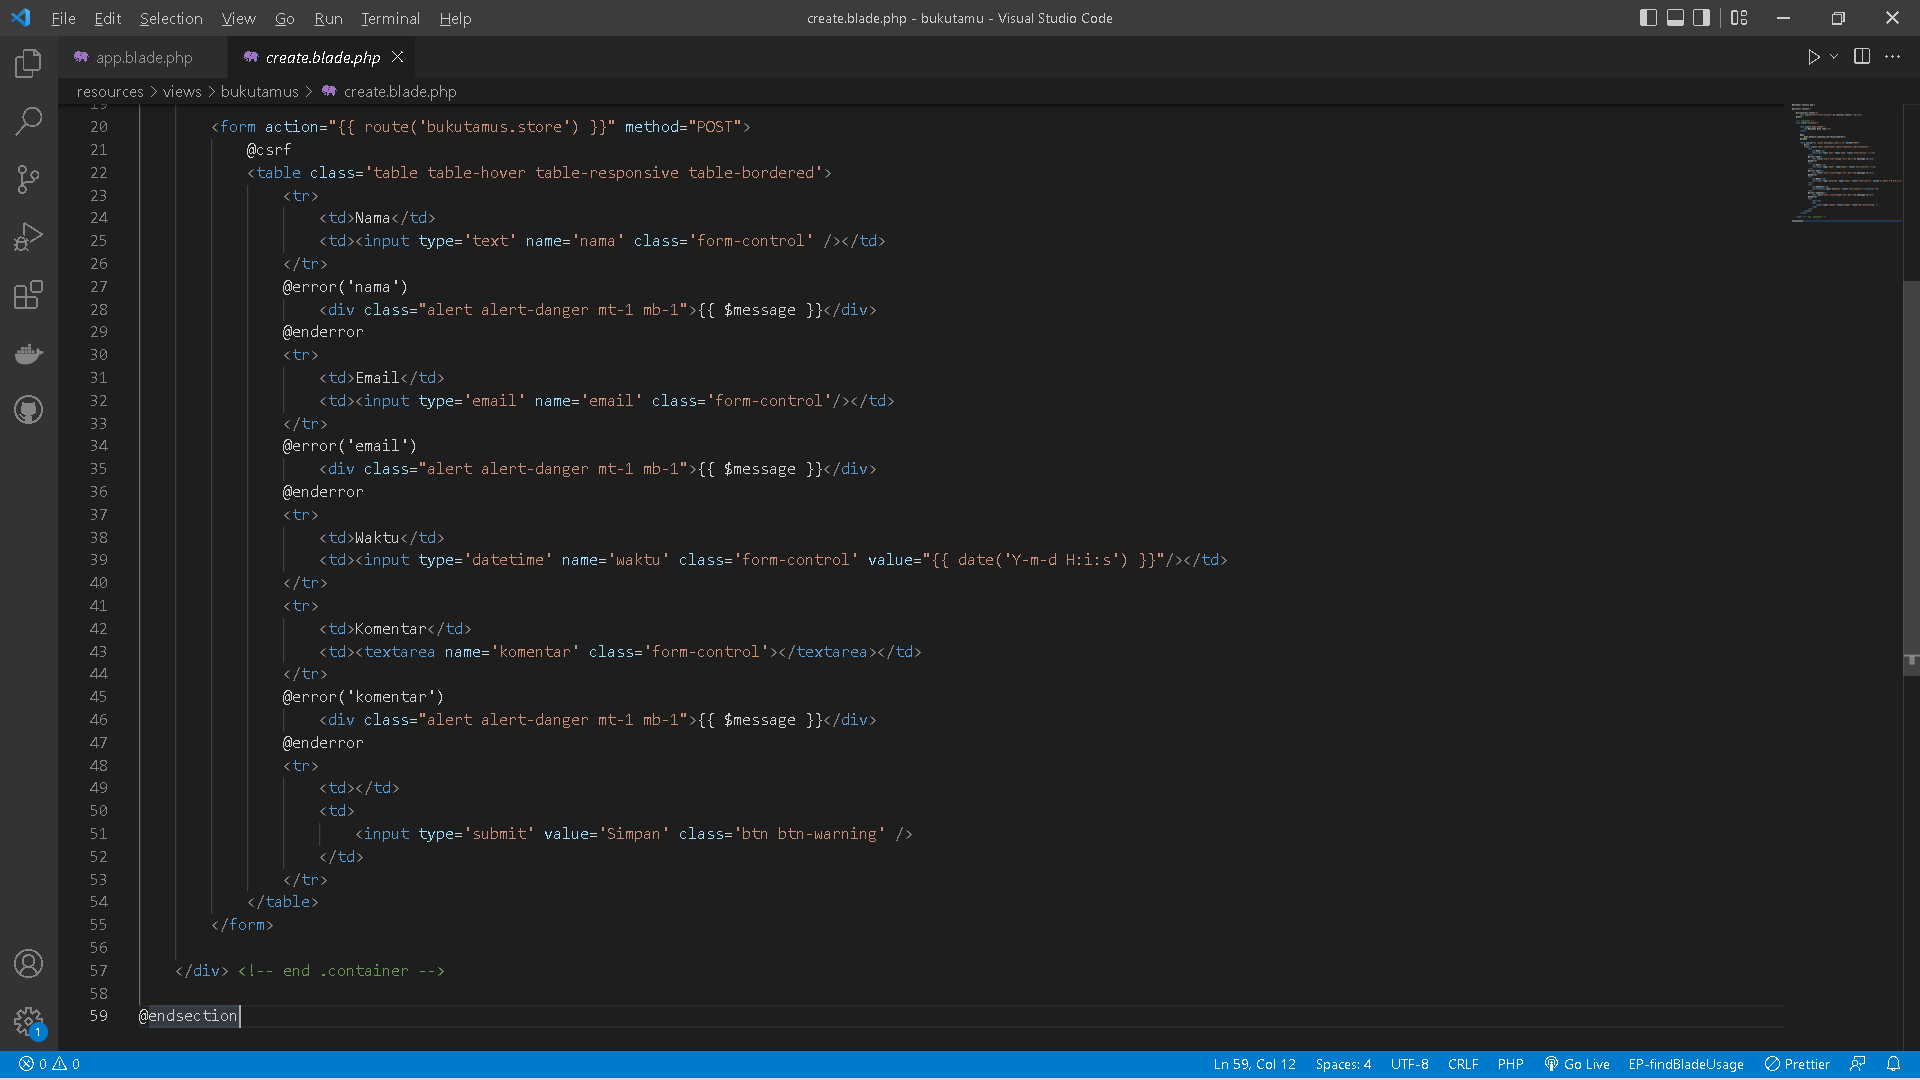 File Edit Selection View Go Run Terminal Help create.blade.php - bukutamu - Visual Studio Code
app.blade.php create.blade.php
resources > views > bukutamus > create.blade.php
19
20 <form action="{{ route('bukutamus.store') }}" method="POST">
21 @csrf
22 <table class='table table-hover table-responsive table-bordered'>
23 <tr>
24 <td>Nama</td>
25 <td><input type='text' name='nama' class='form-control' /></td>
26 </tr>
27 @error('nama')
28 <div class="alert alert-danger mt-1 mb-1">{{ $message }}</div>
29 @enderror
30 <tr>
31 <td>Email</td>
32 <td><input type='email' name='email' class='form-control'/></td>
33 </tr>
34 @error('email')
35 <div class="alert alert-danger mt-1 mb-1">{{ $message }}</div>
36 @enderror
37 <tr>
38 <td>Waktu</td>
39 <td><input type='datetime' name='waktu' class='form-control' value="{{ date('Y-m-d H:i:s') }}"/></td>
40 </tr>
41 <tr>
42 <td>Komentar</td>
43 <td><textarea name='komentar' class='form-control'></textarea></td>
44 </tr>
45 @error('komentar')
46 <div class="alert alert-danger mt-1 mb-1">{{ $message }}</div>
47 @enderror
48 <tr>
49 <td></td>
50 <td>
51 <input type='submit' value='Simpan' class='btn btn-warning' />
52 </td>
53 </tr>
54 </table>
55 </form>
56
57 </div> <!-- end .container -->
58
59 @endsection
1
0 0 Ln 59, Col 12 Spaces: 4 UTF-8 CRLF PHP Go Live EP-findBladeUsage Prettier